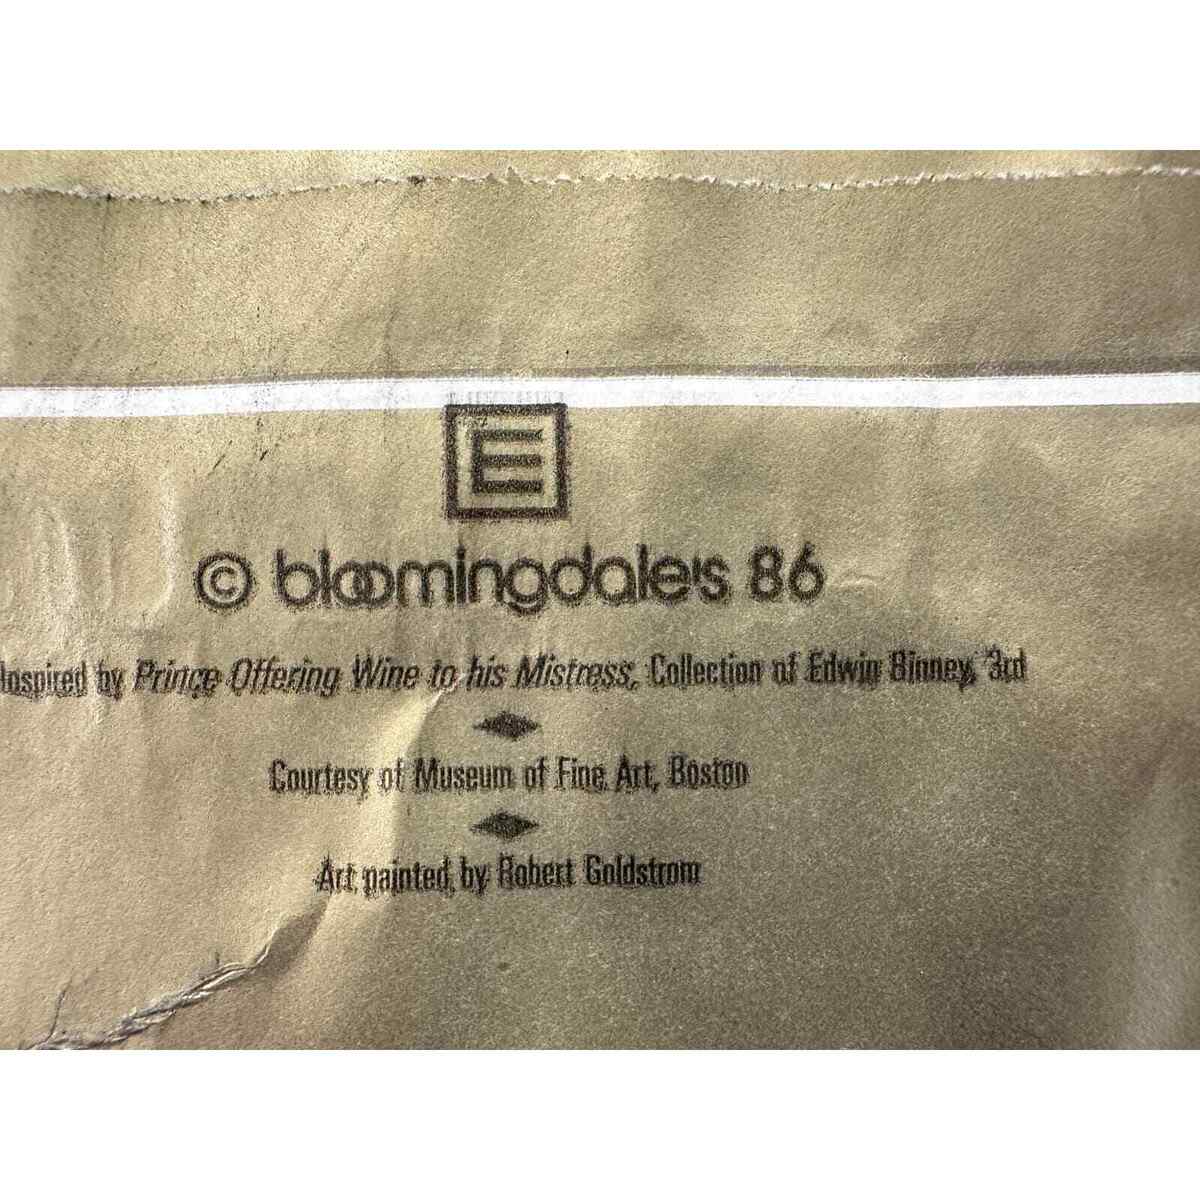 E
© bloomingdale's 86
Inspired by Prince Offering Wine to his Mistress, Collection of Edwin Binney, 3rd
Courtesy of Museum of Fine Art, Boston
Art painted by Robert Goldstrom